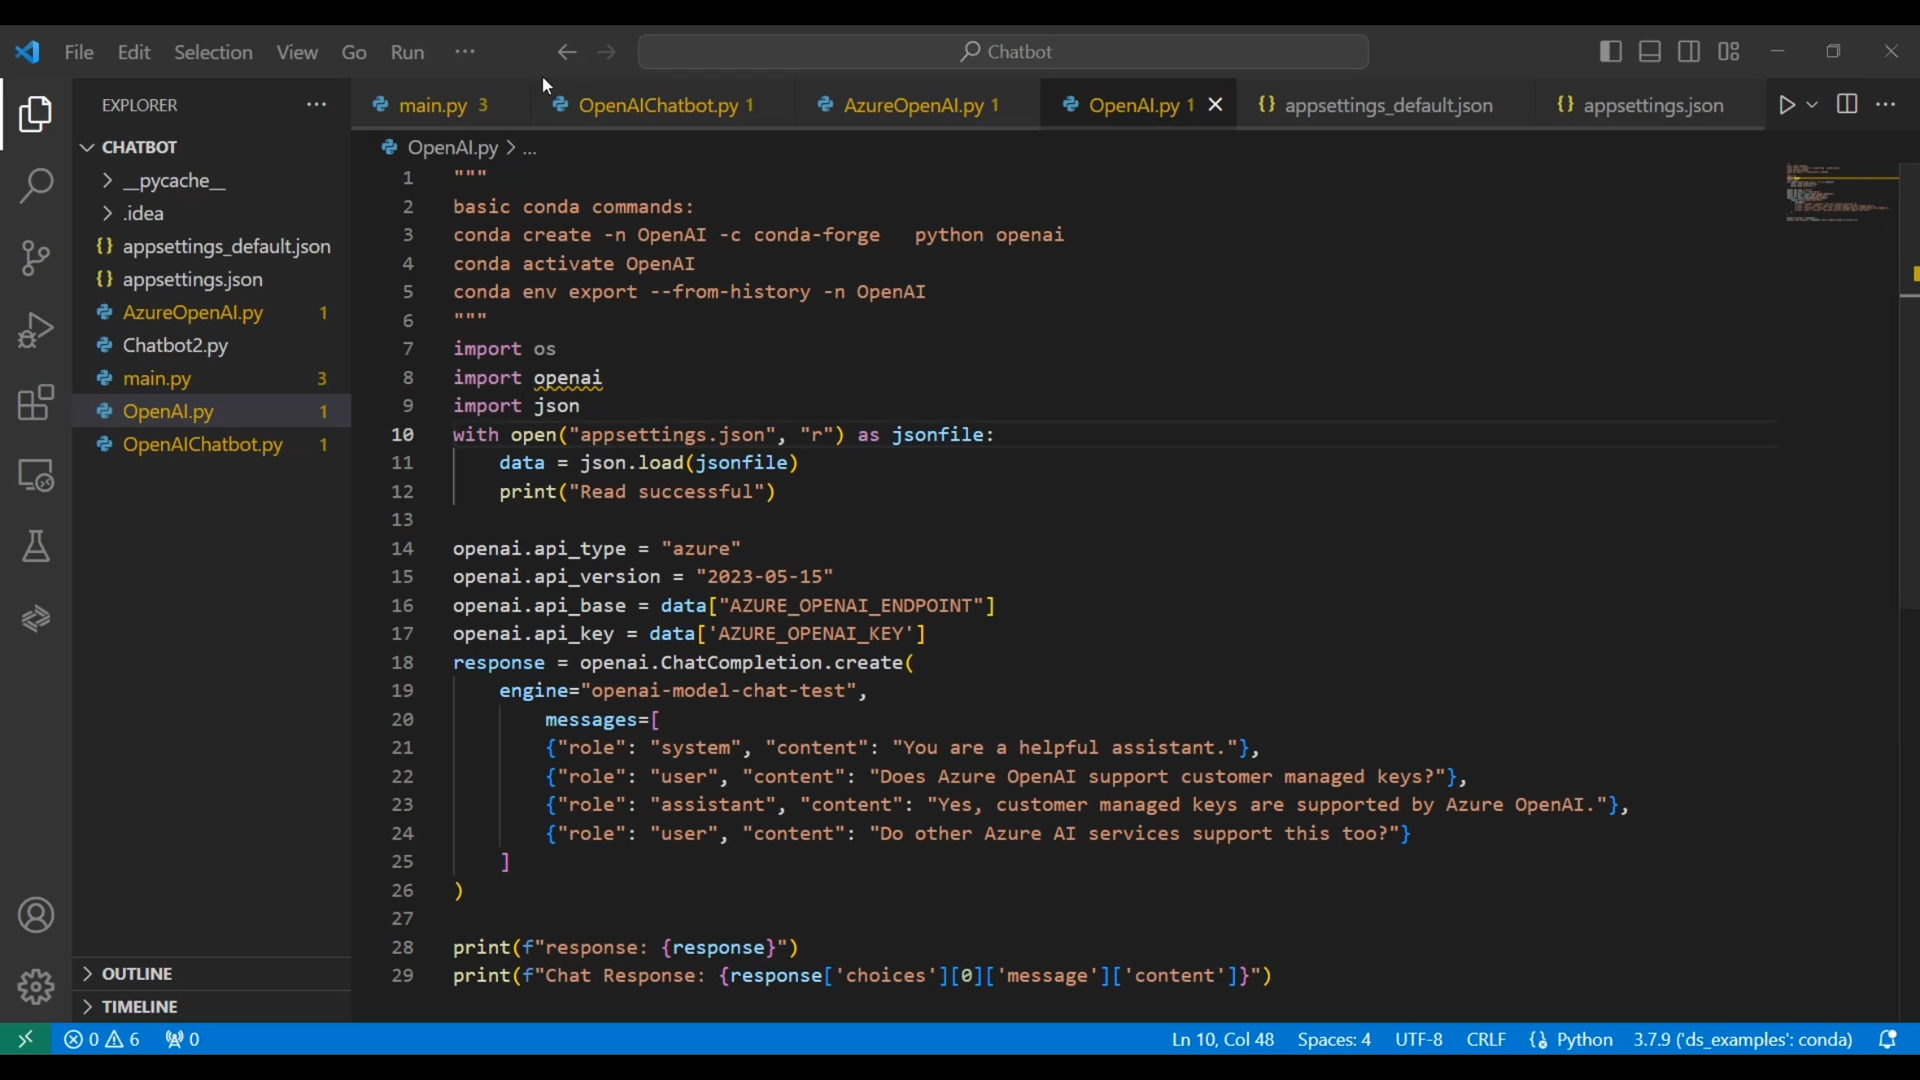 File Edit Selection View Go Run ··· Chatbot
EXPLORER ···
main.py 3 OpenAIChatbot.py 1 AzureOpenAI.py 1 OpenAI.py 1 {} appsettings_default.json {} appsettings.json ···
CHATBOT
__pycache__
.idea
{} appsettings_default.json
{} appsettings.json
AzureOpenAI.py 1
Chatbot2.py
main.py 3
OpenAI.py 1
OpenAIChatbot.py 1
OUTLINE
TIMELINE
OpenAI.py > ...
1 """
2 basic conda commands:
3 conda create -n OpenAI -c conda-forge   python openai
4 conda activate OpenAI
5 conda env export --from-history -n OpenAI
6 """
7 import os
8 import openai
9 import json
10 with open("appsettings.json", "r") as jsonfile:
11     data = json.load(jsonfile)
12     print("Read successful")
13
14 openai.api_type = "azure"
15 openai.api_version = "2023-05-15"
16 openai.api_base = data["AZURE_OPENAI_ENDPOINT"]
17 openai.api_key = data['AZURE_OPENAI_KEY']
18 response = openai.ChatCompletion.create(
19     engine="openai-model-chat-test",
20         messages=[
21         {"role": "system", "content": "You are a helpful assistant."},
22         {"role": "user", "content": "Does Azure OpenAI support customer managed keys?"},
23         {"role": "assistant", "content": "Yes, customer managed keys are supported by Azure OpenAI."},
24         {"role": "user", "content": "Do other Azure AI services support this too?"}
25     ]
26 )
27
28 print(f"response: {response}")
29 print(f"Chat Response: {response['choices'][0]['message']['content']}")
0 6 0 Ln 10, Col 48 Spaces: 4 UTF-8 CRLF Python 3.7.9 ('ds_examples': conda)